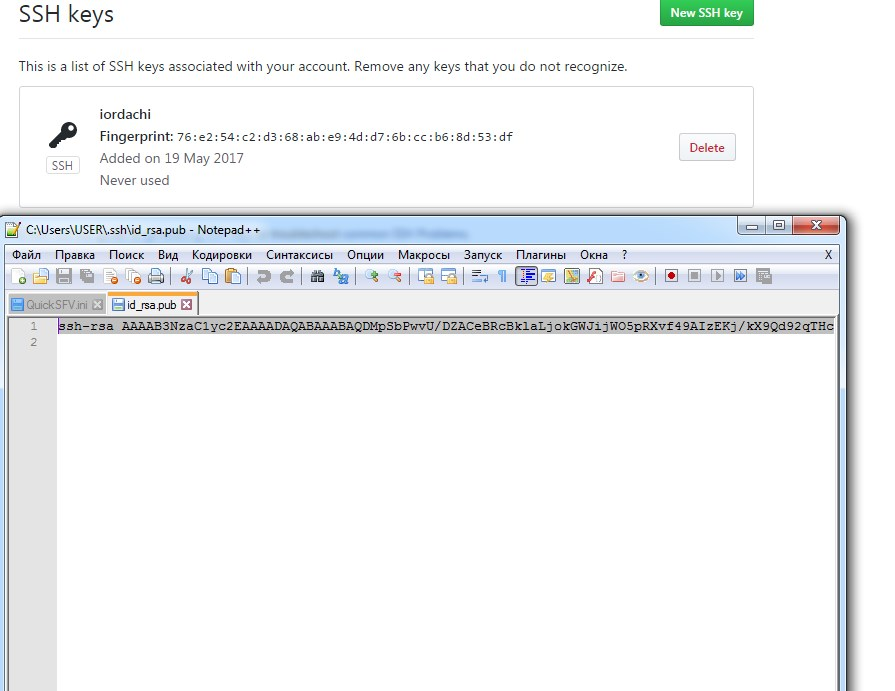 SSH keys
New SSH key
This is a list of SSH keys associated with your account. Remove any keys that you do not recognize.
iordachi
Fingerprint: 76:e2:54:c2:d3:68:ab:e9:4d:d7:6b:cc:b6:8d:53:df
SSH
Added on 19 May 2017
Delete
Never used
C:\Users\USER\.ssh\id_rsa.pub - Notepad++
Файл Правка Поиск Вид Кодировки Синтаксисы Опции Макросы Запуск Плагины Окна ? X
QuickSFV.ini id_rsa.pub
1 ssh-rsa AAAAB3NzaC1yc2EAAAADAQABAAABAQDMpSbPwvU/DZACeBRcBklaLjokGWJijWO5pRXvf49AIzEKj/kX9Qd92qTHc
2